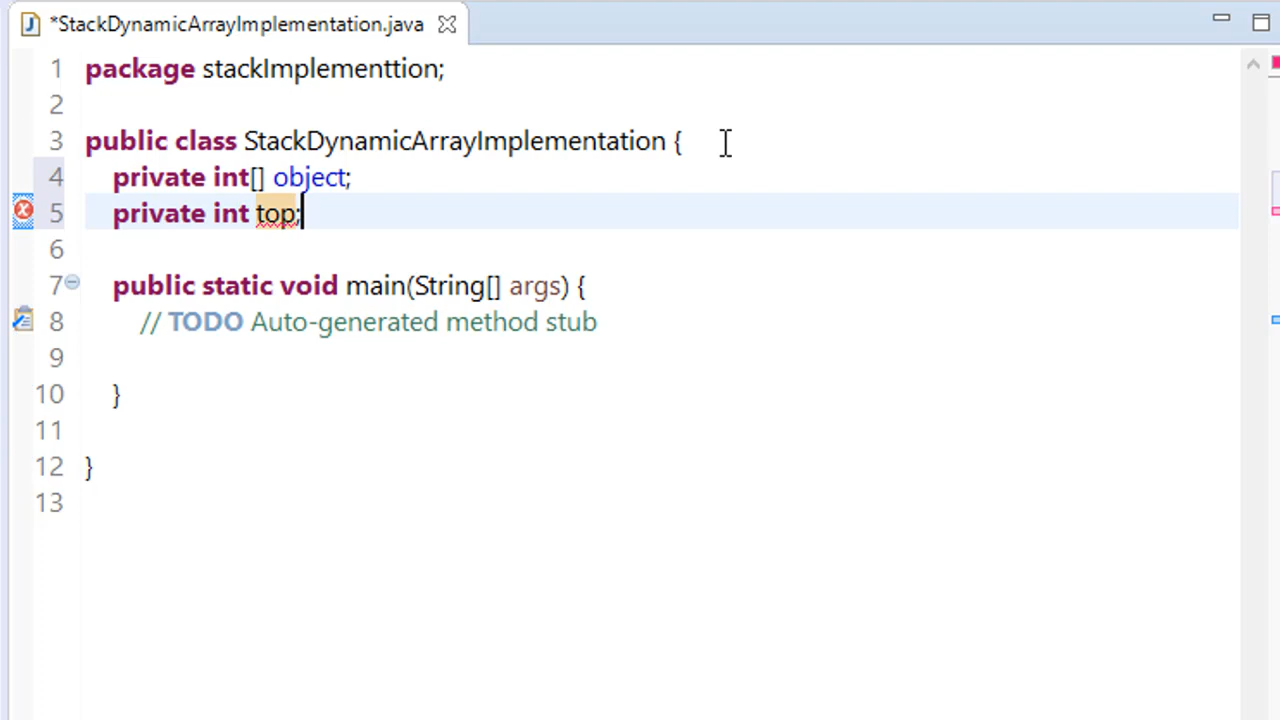 *StackDynamicArrayImplementation.java
1 package stackImplementtion;
2
3 public class StackDynamicArrayImplementation {
4 private int[] object;
5 private int top;
6
7 public static void main(String[] args) {
8 // TODO Auto-generated method stub
9
10 }
11
12 }
13